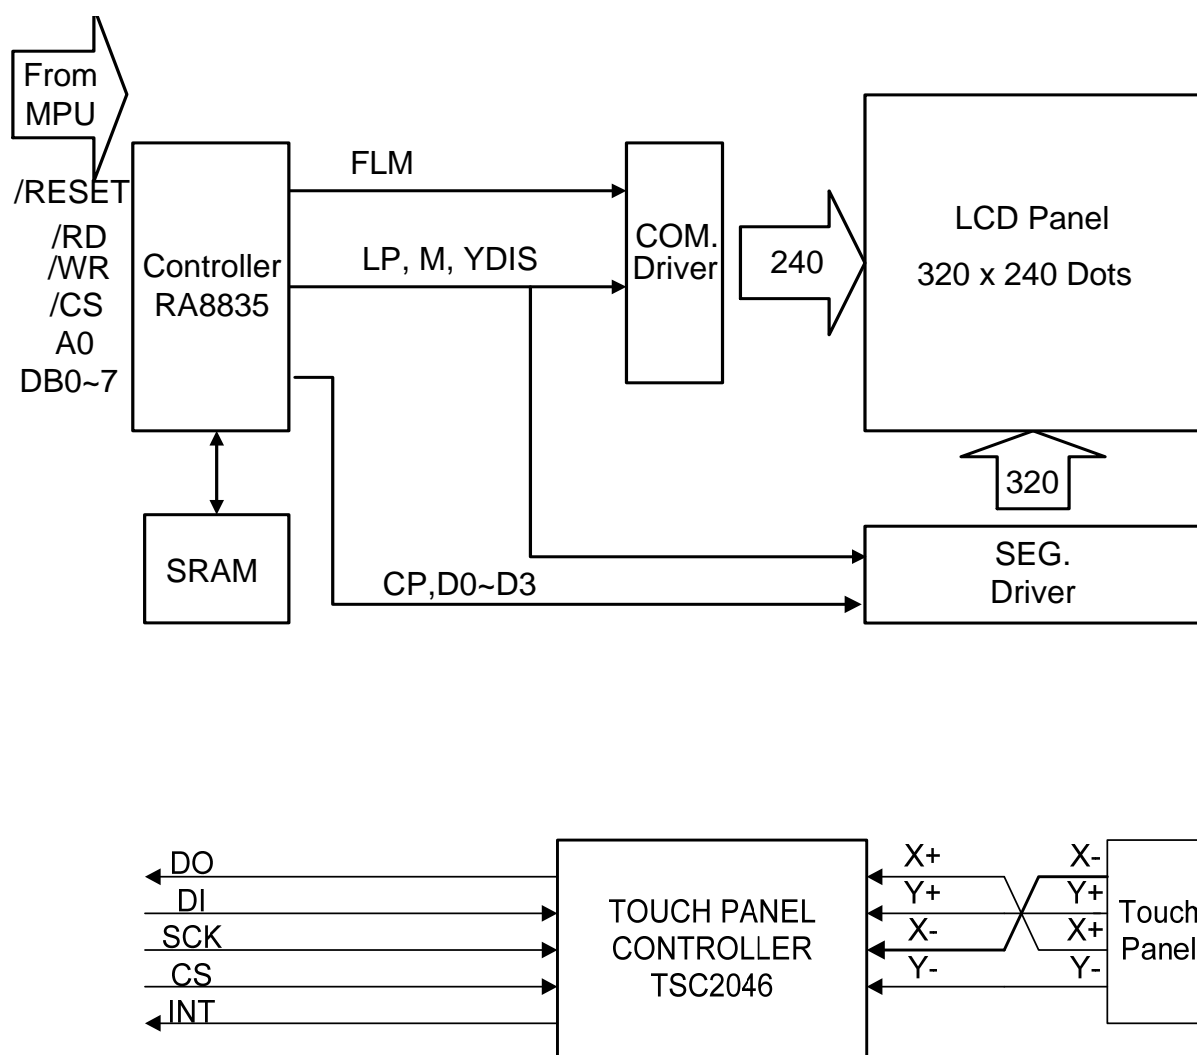 From
MPU
/RESET
/RD
/WR
/CS
A0
DB0~7
Controller
RA8835
FLM
LP, M, YDIS
COM.
Driver
240
LCD Panel
320 x 240 Dots
320
SRAM
CP,D0~D3
SEG.
Driver
DO
DI
SCK
CS
INT
TOUCH PANEL
CONTROLLER
TSC2046
X+
Y+
X-
Y-
X-
Y+
X+
Y-
Touch
Panel